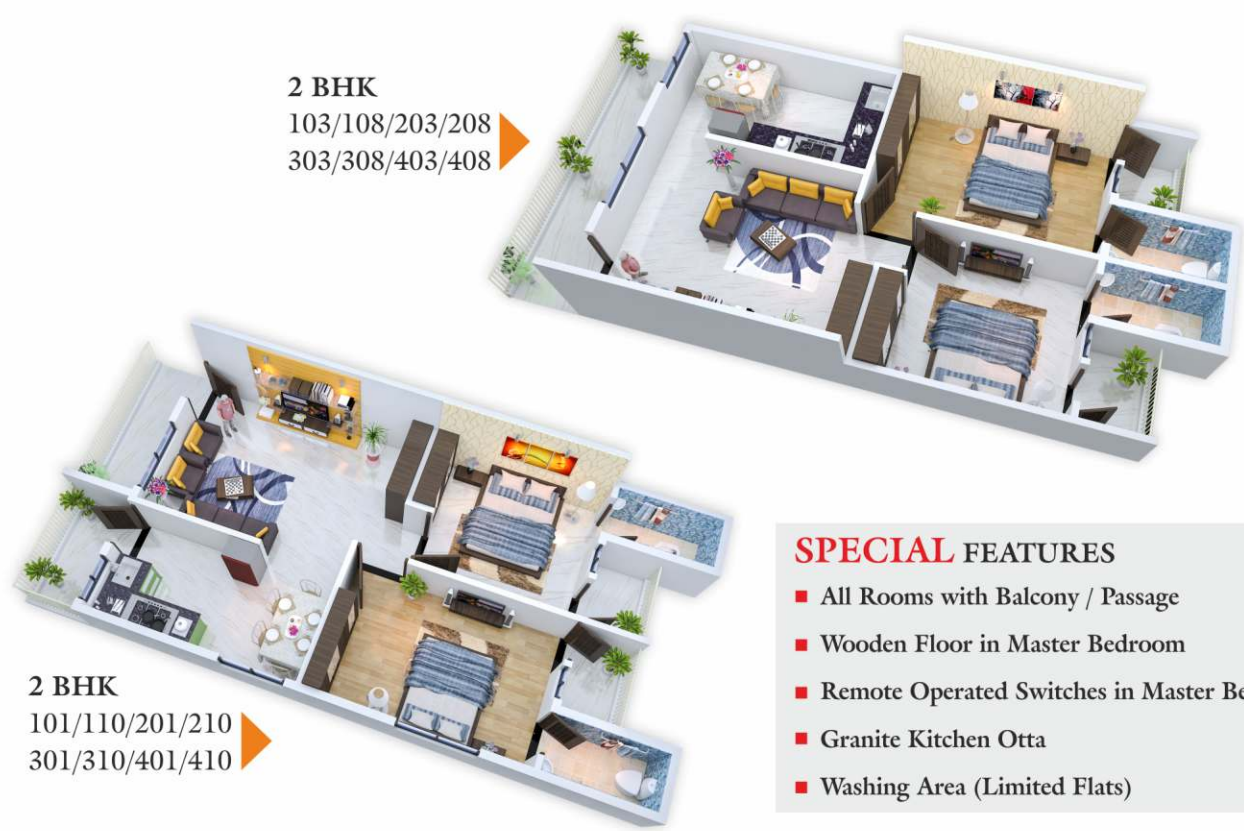 2 BHK
103/108/203/208
303/308/403/408
2 BHK
101/110/201/210
301/310/401/410
SPECIAL FEATURES
All Rooms with Balcony / Passage
Wooden Floor in Master Bedroom
Remote Operated Switches in Master Be
Granite Kitchen Otta
Washing Area (Limited Flats)